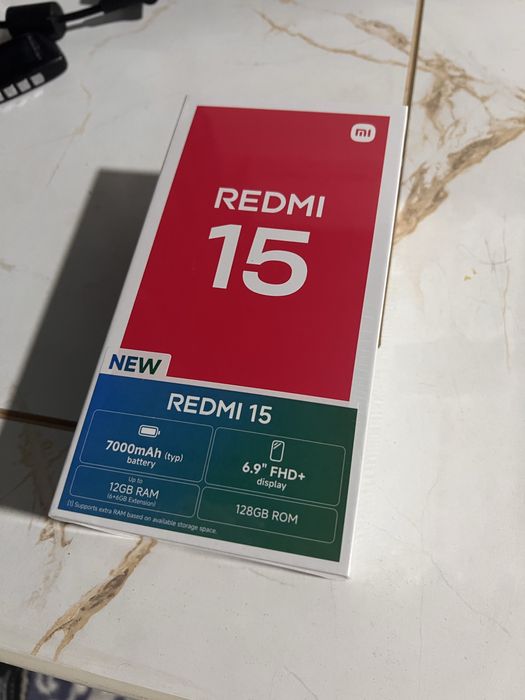 mi
REDMI
15
NEW
REDMI 15
7000mAh (typ)
battery
6.9" FHD+
display
Up to
12GB RAM
(6+6GB Extension)
128GB ROM
(1) Supports extra RAM based on available storage space.